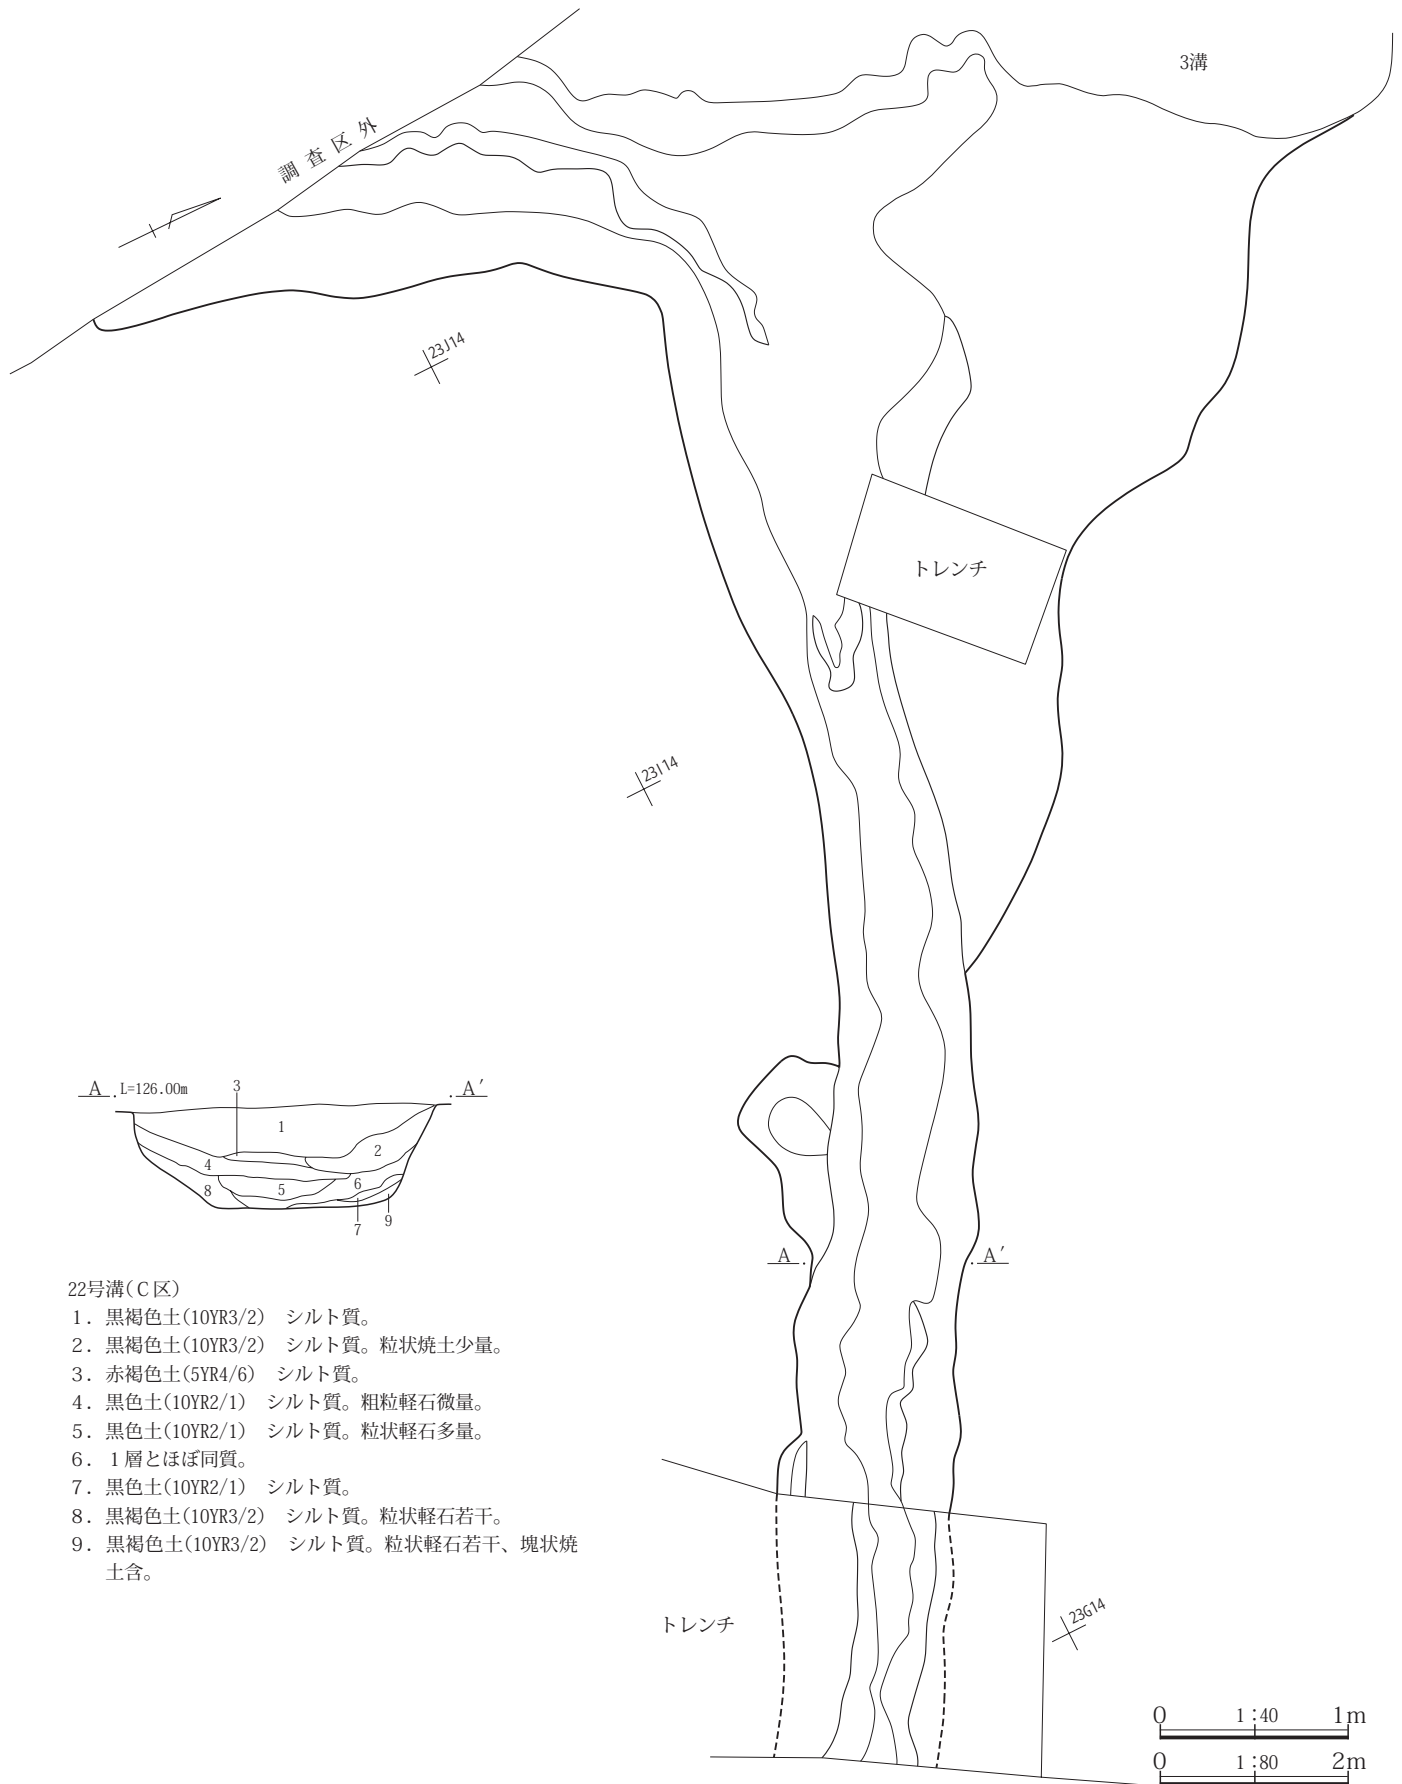 3溝
調査区外
23J14
トレンチ
23I14
A L=126.00m 3 A′
1
2
4
6
5
8
9
7
A A′
22号溝(C区)
1．黒褐色土(10YR3/2)　シルト質。
2．黒褐色土(10YR3/2)　シルト質。粒状焼土少量。
3．赤褐色土(5YR4/6)　シルト質。
4．黒色土(10YR2/1)　シルト質。粗粒軽石微量。
5．黒色土(10YR2/1)　シルト質。粒状軽石多量。
6．1層とほぼ同質。
7．黒色土(10YR2/1)　シルト質。
8．黒褐色土(10YR3/2)　シルト質。粒状軽石若干。
9．黒褐色土(10YR3/2)　シルト質。粒状軽石若干、塊状焼
土含。
トレンチ
23G14
0 1：40 1m
0 1：80 2m